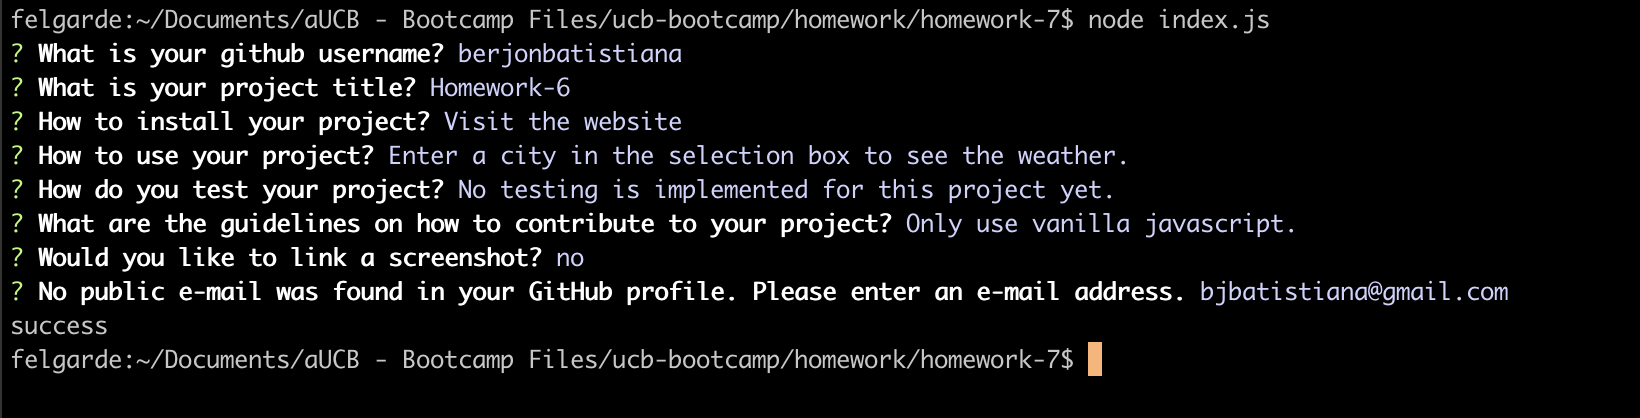 felgarde:~/Documents/aUCB - Bootcamp Files/ucb-bootcamp/homework/homework-7$ node index.js
? What is your github username? berjonbatistiana
? What is your project title? Homework-6
? How to install your project? Visit the website
? How to use your project? Enter a city in the selection box to see the weather.
? How do you test your project? No testing is implemented for this project yet.
? What are the guidelines on how to contribute to your project? Only use vanilla javascript.
? Would you like to link a screenshot? no
? No public e-mail was found in your GitHub profile. Please enter an e-mail address. bjbatistiana@gmail.com
success
felgarde:~/Documents/aUCB - Bootcamp Files/ucb-bootcamp/homework/homework-7$